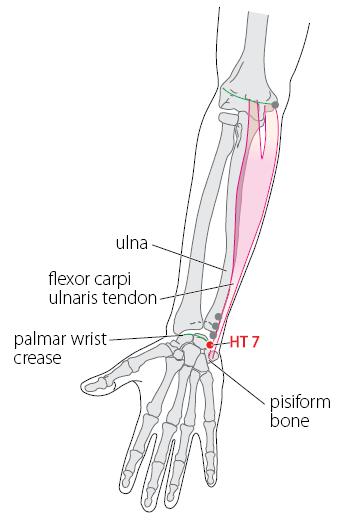 ulna
flexor carpi
ulnaris tendon
palmar wrist
crease
HT 7
pisiform
bone